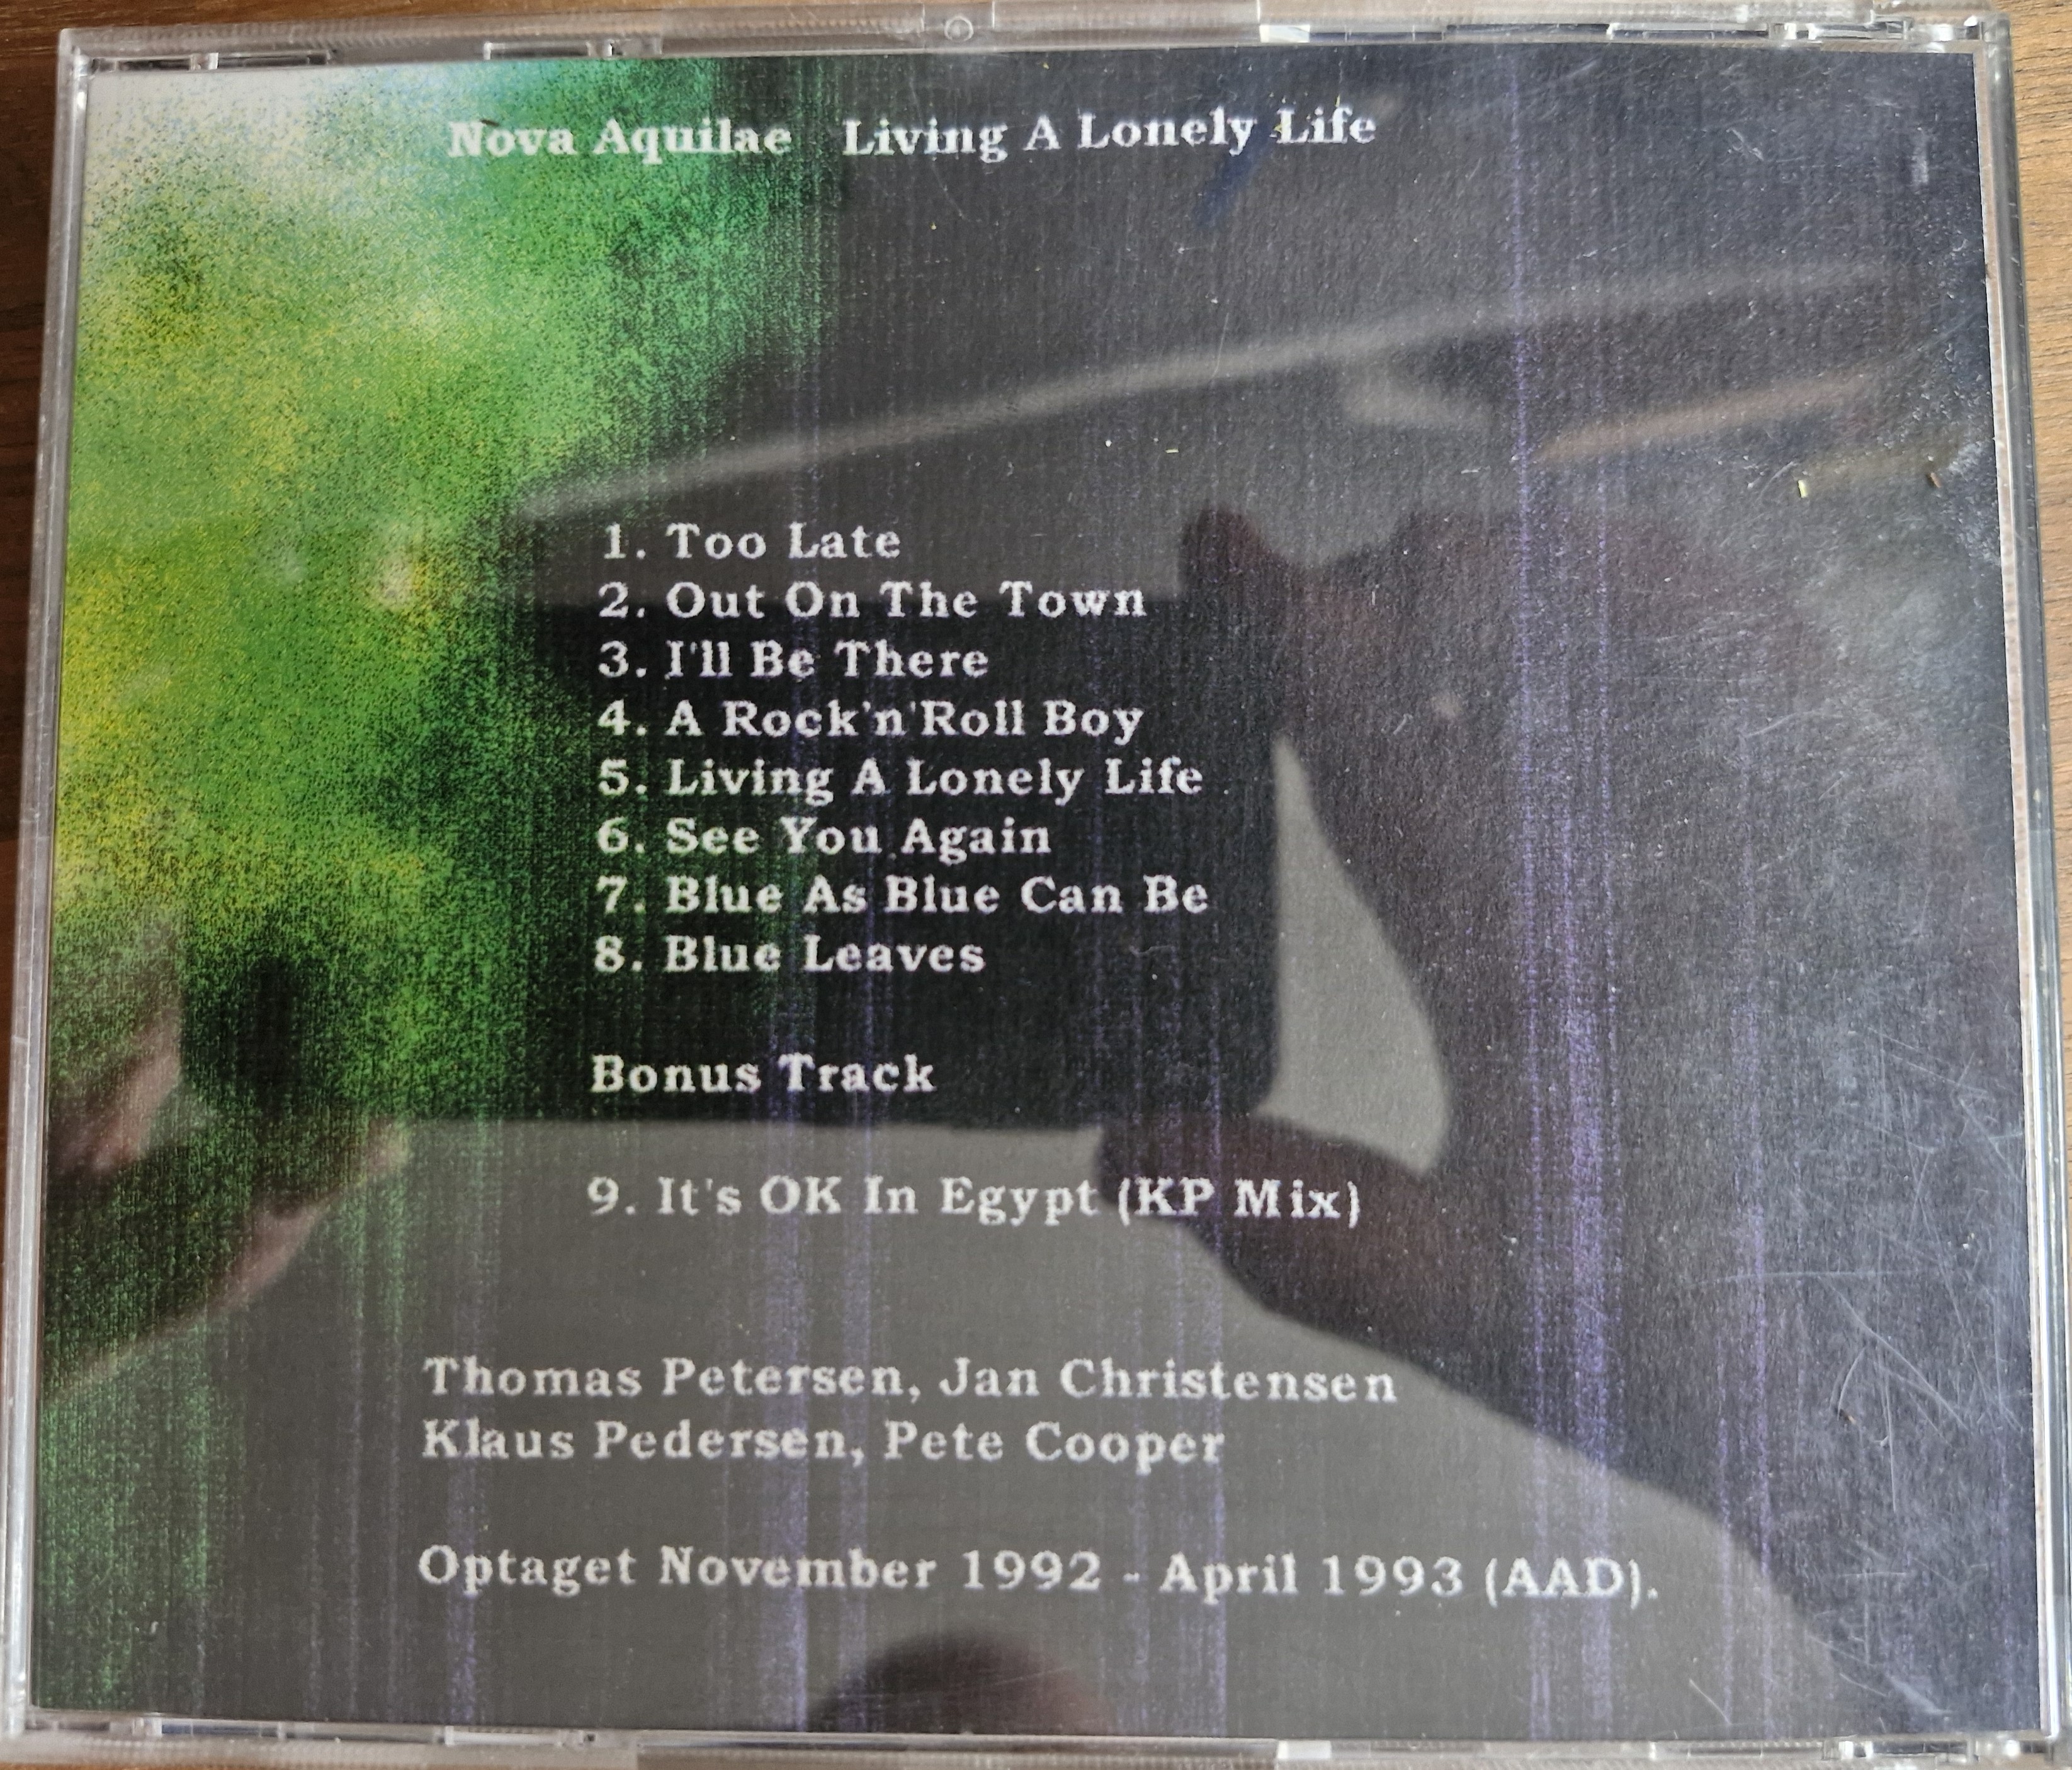 Nova Aquilae Living A Lonely Life
1. Too Late
2. Out On The Town
3. I'll Be There
4. A Rock'n'Roll Boy
5. Living A Lonely Life
6. See You Again
7. Blue As Blue Can Be
8. Blue Leaves
Bonus Track
9. It's OK In Egypt (KP Mix)
Thomas Petersen, Jan Christensen
Klaus Pedersen, Pete Cooper
Optaget November 1992 - April 1993 (AAD).